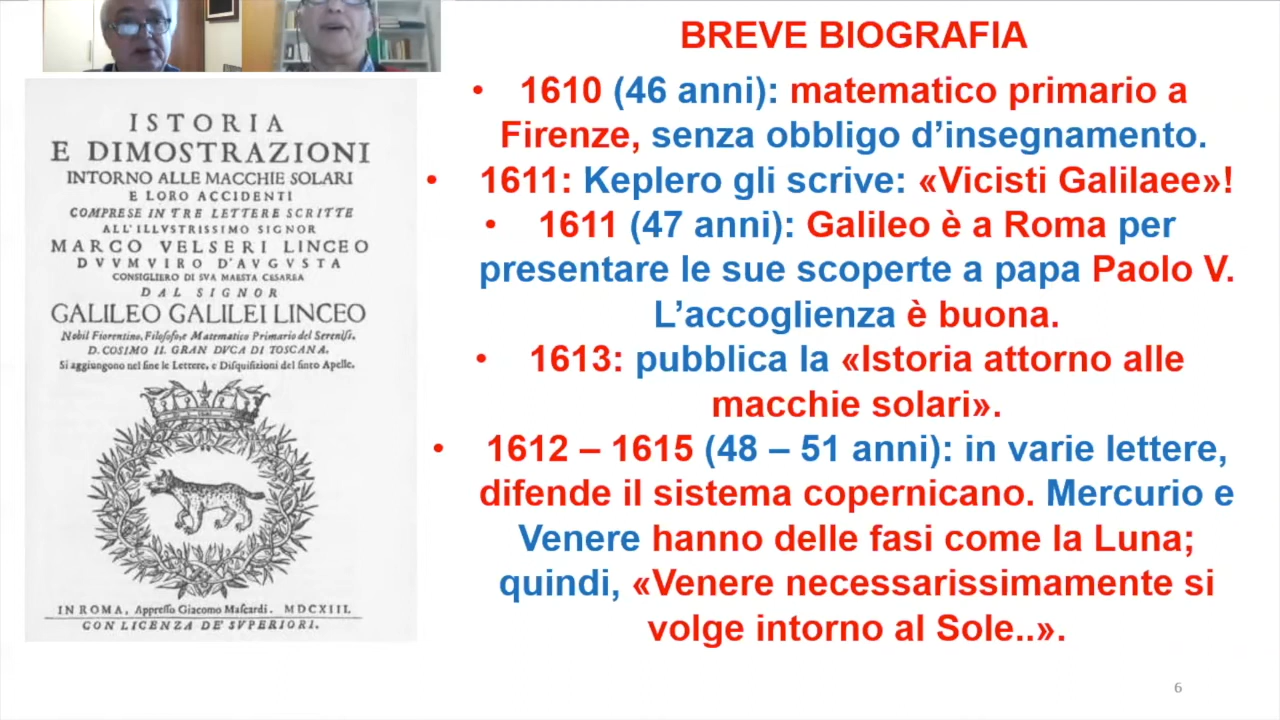 ISTORIA
E DIMOSTRAZIONI
INTORNO ALLE MACCHIE SOLARI
E LORO ACCIDENTI
COMPRESE IN TRE LETTERE SCRITTE
ALL'ILLVSTRISSIMO SIGNOR
MARCO VELSERI LINCEO
DVVMVIRO D'AVGVSTA
CONSIGLIERO DI SVA MAESTA CESAREA
DAL SIGNOR
GALILEO GALILEI LINCEO
Nobil Fiorentino, Filosofo, e Matematico Primario del Sereniſs.
D. COSIMO II. GRAN DVCA DI TOSCANA.
Si aggiungono nel fine le Lettere, e Diſquiſizioni del finto Apelle.
IN ROMA, Appreſſo Giacomo Maſcardi. MDCXIII.
CON LICENZA DE' SVPERIORI.
BREVE BIOGRAFIA
• 1610 (46 anni): matematico primario a
Firenze, senza obbligo d’insegnamento.
• 1611: Keplero gli scrive: «Vicisti Galilaee»!
• 1611 (47 anni): Galileo è a Roma per
presentare le sue scoperte a papa Paolo V.
L’accoglienza è buona.
• 1613: pubblica la «Istoria attorno alle
macchie solari».
• 1612 – 1615 (48 – 51 anni): in varie lettere,
difende il sistema copernicano. Mercurio e
Venere hanno delle fasi come la Luna;
quindi, «Venere necessarissimamente si
volge intorno al Sole..».
6